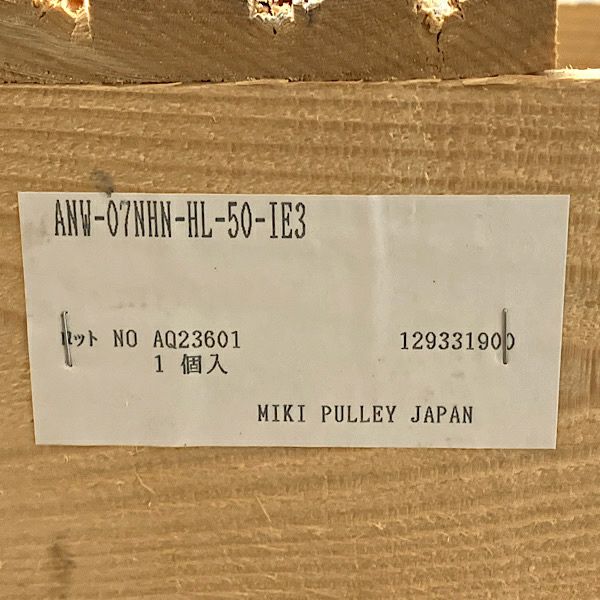 ANW-07NHN-HL-50-IE3
ロット NO AQ23601 129331900
1 個入
MIKI PULLEY JAPAN